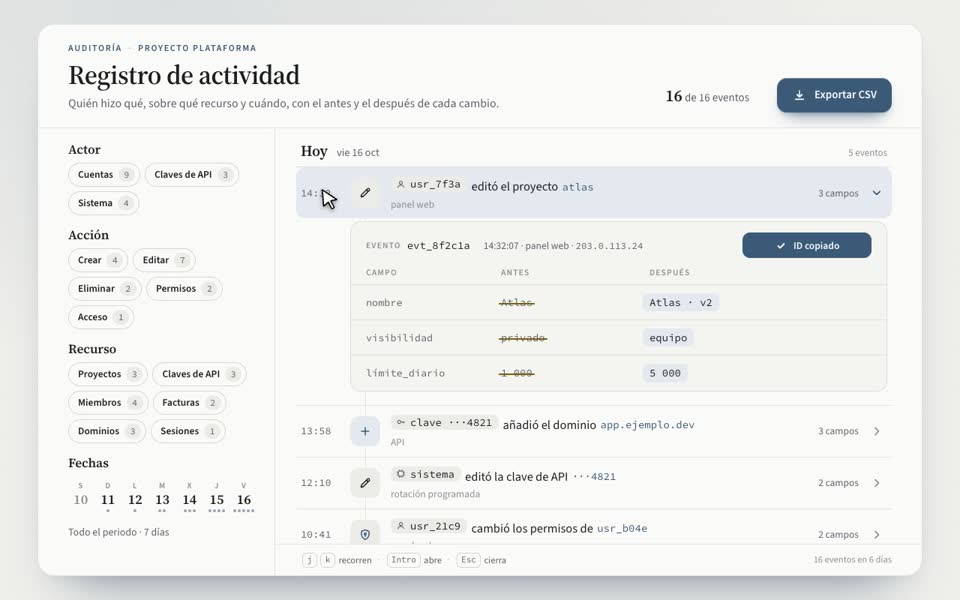 AUDITORÍA · PROYECTO PLATAFORMA
Registro de actividad
Quién hizo qué, sobre qué recurso y cuándo, con el antes y el después de cada cambio.
16 de 16 eventos
Exportar CSV
Actor
Cuentas 9
Claves de API 3
Sistema 4
Acción
Crear 4
Editar 7
Eliminar 2
Permisos 2
Acceso 1
Recurso
Proyectos 3
Claves de API 3
Miembros 4
Facturas 2
Dominios 3
Sesiones 1
Fechas
S D L M J V
10 11 12 13 14 15 16
Todo el periodo · 7 días
Hoy vie 16 oct
5 eventos
usr_7f3a editó el proyecto atlas
panel web
3 campos
EVENTO evt_8f2c1a 14:32:07 · panel web · 203.0.113.24
ID copiado
CAMPO ANTES DESPUÉS
nombre Atlas Atlas · v2
visibilidad privado equipo
límite_diario 1 000 5 000
13:58 clave ···4821 añadió el dominio app.ejemplo.dev
API
3 campos
12:10 sistema editó la clave de API ···4821
rotación programada
2 campos
10:41 usr_21c9 cambió los permisos de usr_b04e
2 campos
j k recorren · Intro abre · Esc cierra
16 eventos en 6 días